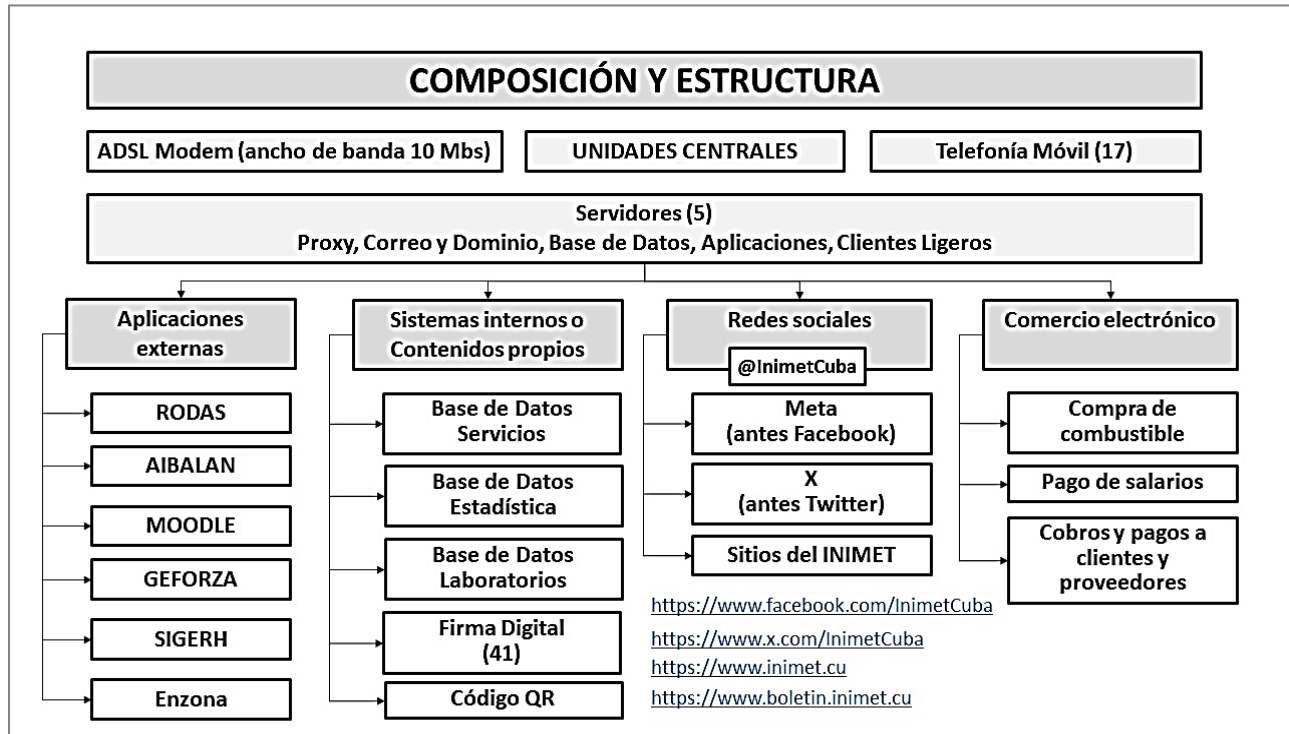 COMPOSICIÓN Y ESTRUCTURA
ADSL Modem (ancho de banda 10 Mbs)
UNIDADES CENTRALES
Telefonía Móvil (17)
Servidores (5)
Proxy, Correo y Dominio, Base de Datos, Aplicaciones, Clientes Ligeros
Aplicaciones
externas
RODAS
AIBALAN
MOODLE
GEFORZA
SIGERH
Enzona
Sistemas internos o
Contenidos propios
Base de Datos
Servicios
Base de Datos
Estadística
Base de Datos
Laboratorios
Firma Digital
(41)
Código QR
Redes sociales
@InimetCuba
Meta
(antes Facebook)
X
(antes Twitter)
Sitios del INIMET
https://www.facebook.com/InimetCuba
https://www.x.com/InimetCuba
https://www.inimet.cu
https://www.boletin.inimet.cu
Comercio electrónico
Compra de
combustible
Pago de salarios
Cobros y pagos a
clientes y
proveedores